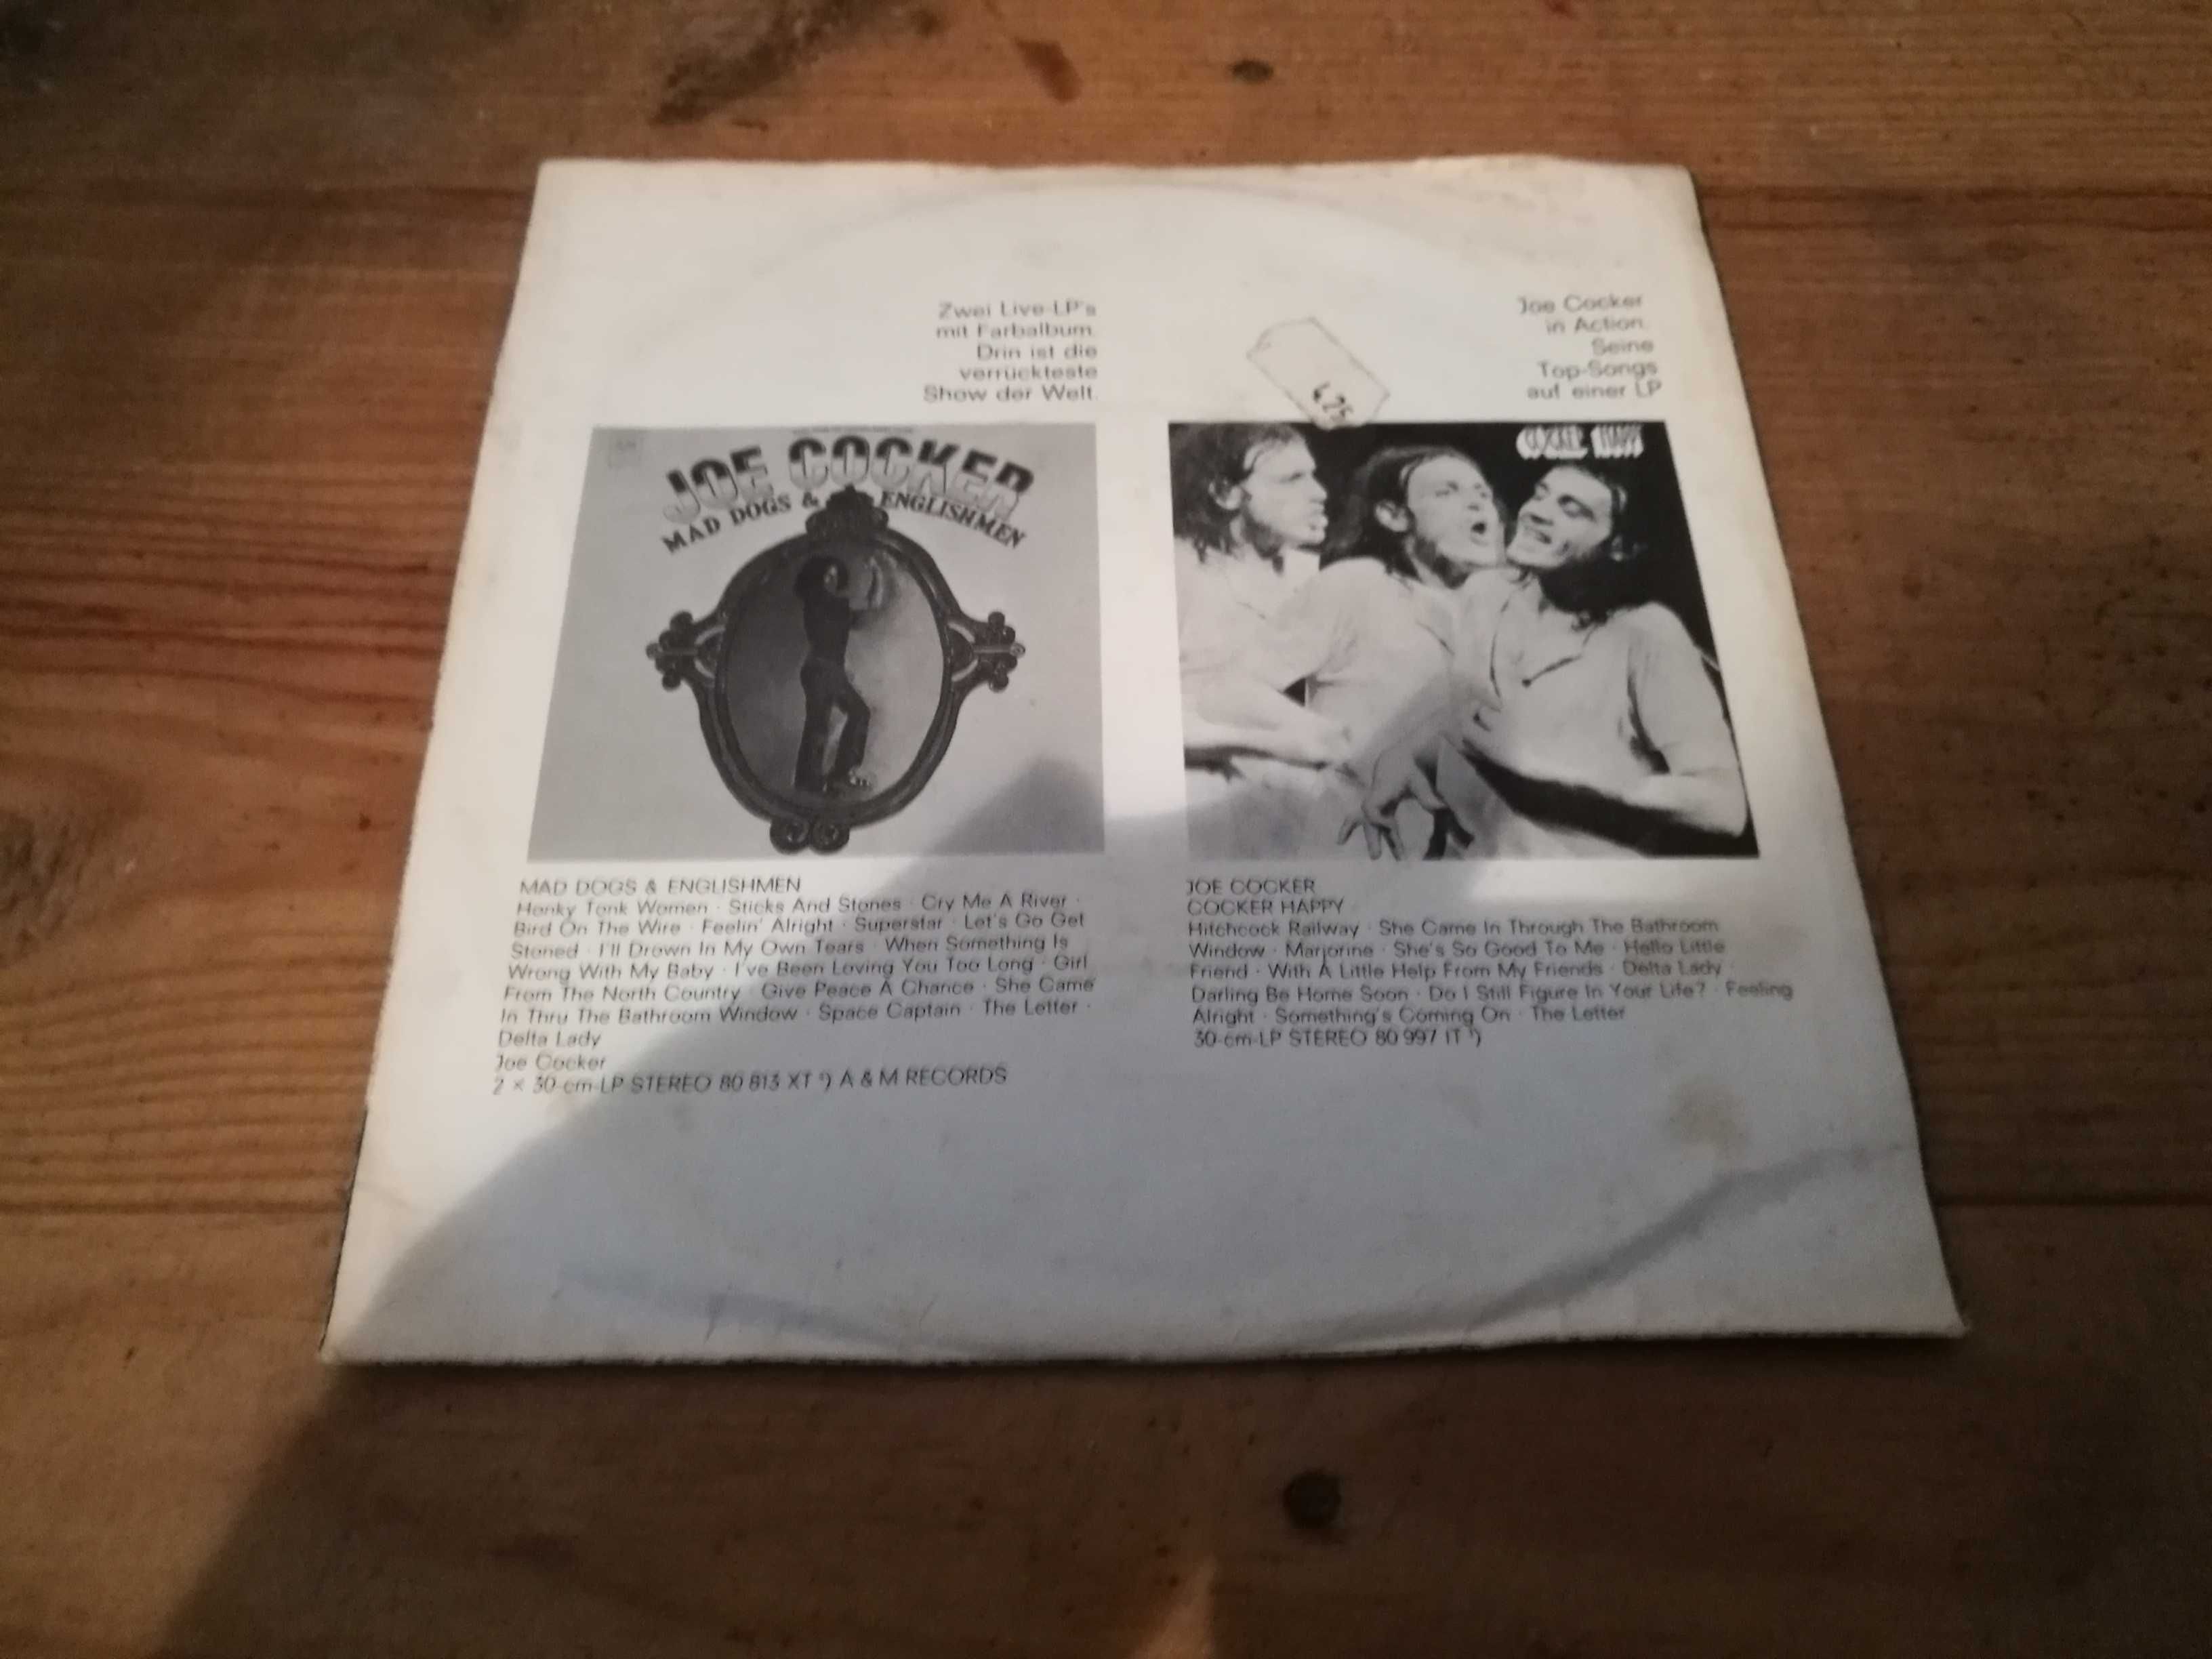 Zwei Live-LP's
mit Farbalbum.
Drin ist die
verrückteste
Show der Welt.
Joe Cocker
in Action.
Seine
Top-Songs
auf einer LP
4.25
JOE COCKER
MAD DOGS & ENGLISHMEN
COCKER HAPPY
MAD DOGS & ENGLISHMEN
Honky Tonk Women · Sticks And Stones · Cry Me A River ·
Bird On The Wire · Feelin' Alright · Superstar · Let's Go Get
Stoned · I'll Drown In My Own Tears · When Something Is
Wrong With My Baby · I've Been Loving You Too Long · Girl
From The North Country · Give Peace A Chance · She Came
In Thru The Bathroom Window · Space Captain · The Letter ·
Delta Lady
Joe Cocker
2 × 30-cm-LP STEREO 80 813 XT °) A & M RECORDS
JOE COCKER
COCKER HAPPY
Hitchcock Railway · She Came In Through The Bathroom
Window · Marjorine · She's So Good To Me · Hello Little
Friend · With A Little Help From My Friends · Delta Lady ·
Darling Be Home Soon · Do I Still Figure In Your Life? · Feeling
Alright · Something's Coming On · The Letter
30-cm-LP STEREO 80 997 IT °)